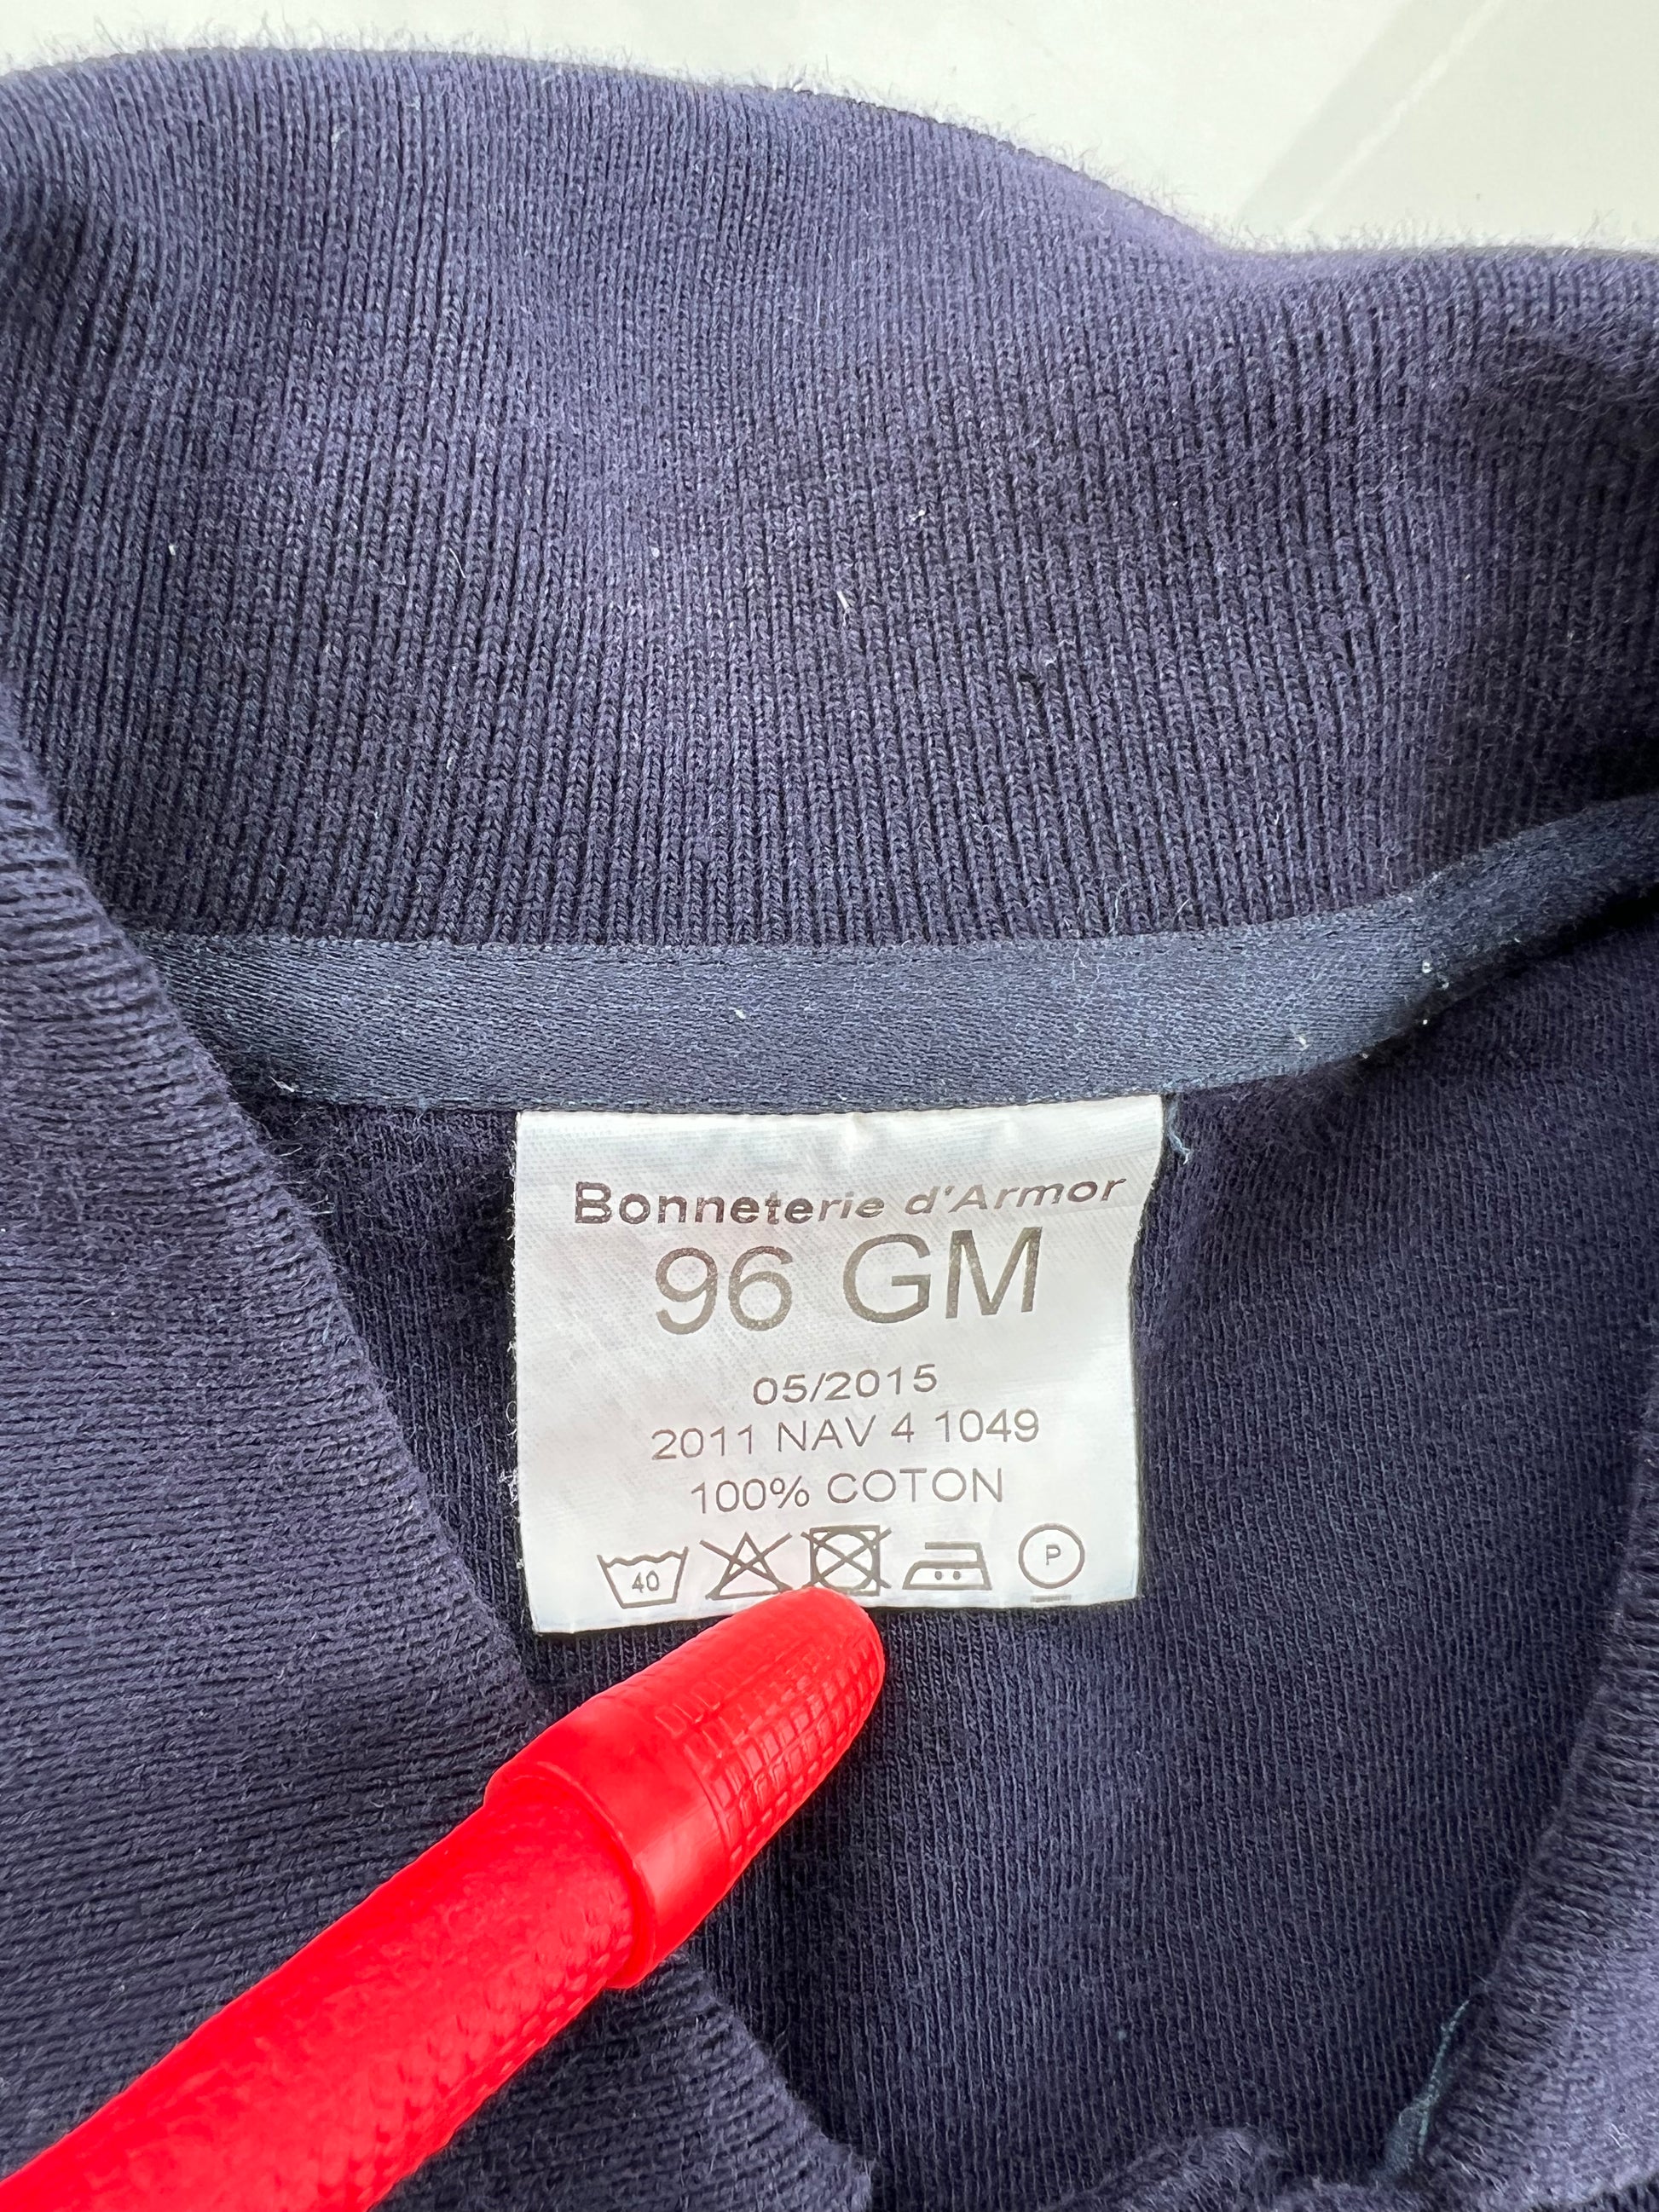 Bonneterie d'Armor
96 GM
05/2015
2011 NAV 4 1049
100% COTON
40 P